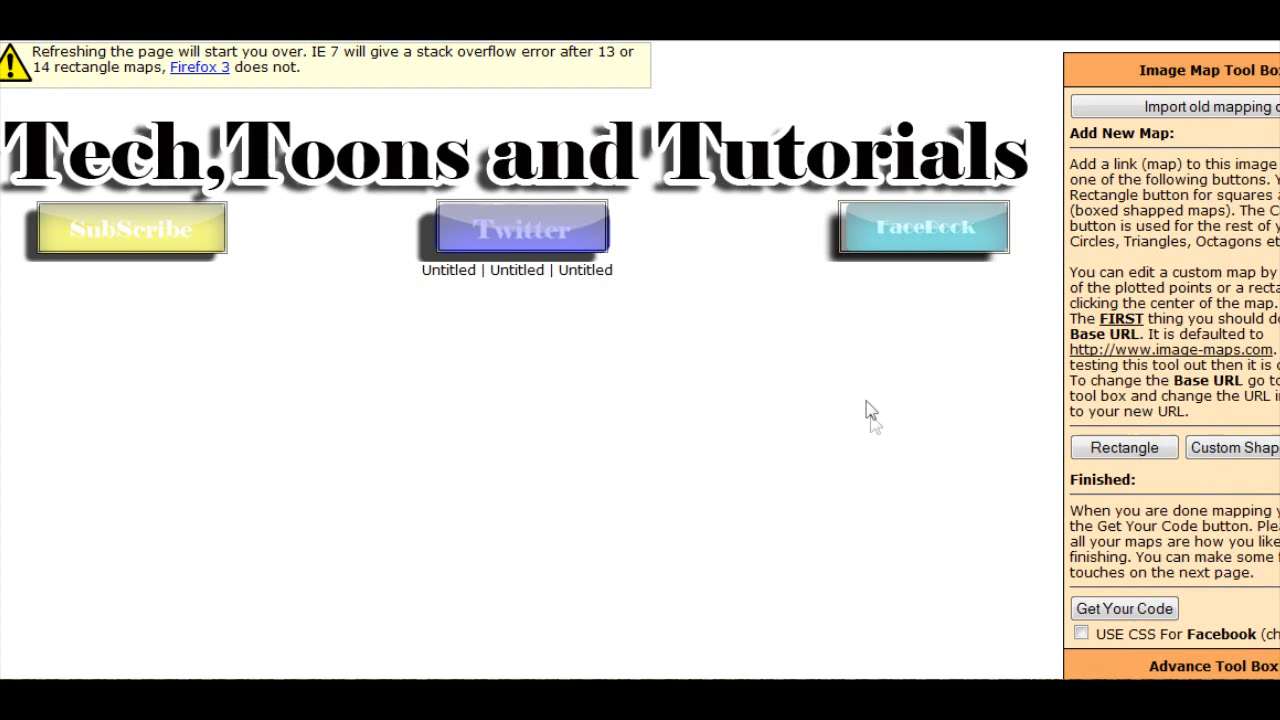 Refreshing the page will start you over. IE 7 will give a stack overflow error after 13 or
14 rectangle maps, Firefox 3 does not.
Tech,Toons and Tutorials
SubScribe
Twitter
FaceBook
Untitled | Untitled | Untitled
Image Map Tool Bo
Import old mapping
Add New Map:
Add a link (map) to this image
one of the following buttons. Y
Rectangle button for squares a
(boxed shapped maps). The C
button is used for the rest of y
Circles, Triangles, Octagons et
You can edit a custom map by
of the plotted points or a recta
clicking the center of the map.
The FIRST thing you should d
Base URL. It is defaulted to
http://www.image-maps.com.
testing this tool out then it is
To change the Base URL go to
tool box and change the URL i
to your new URL.
Rectangle
Custom Shap
Finished:
When you are done mapping y
the Get Your Code button. Ple
all your maps are how you like
finishing. You can make some
touches on the next page.
Get Your Code
USE CSS For Facebook (ch
Advance Tool Box